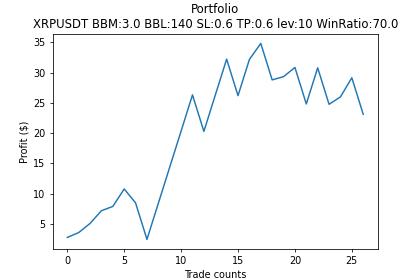 Portfolio
XRPUSDT BBM:3.0 BBL:140 SL:0.6 TP:0.6 lev:10 WinRatio:70.0
Profit ($)
35
30
25
20
15
10
5
0 5 10 15 20 25
Trade counts